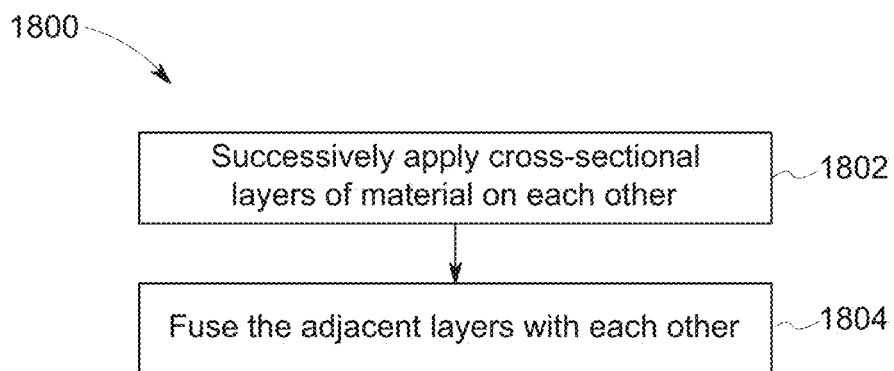 1800
Successively apply cross-sectional
layers of material on each other
1802
Fuse the adjacent layers with each other
1804